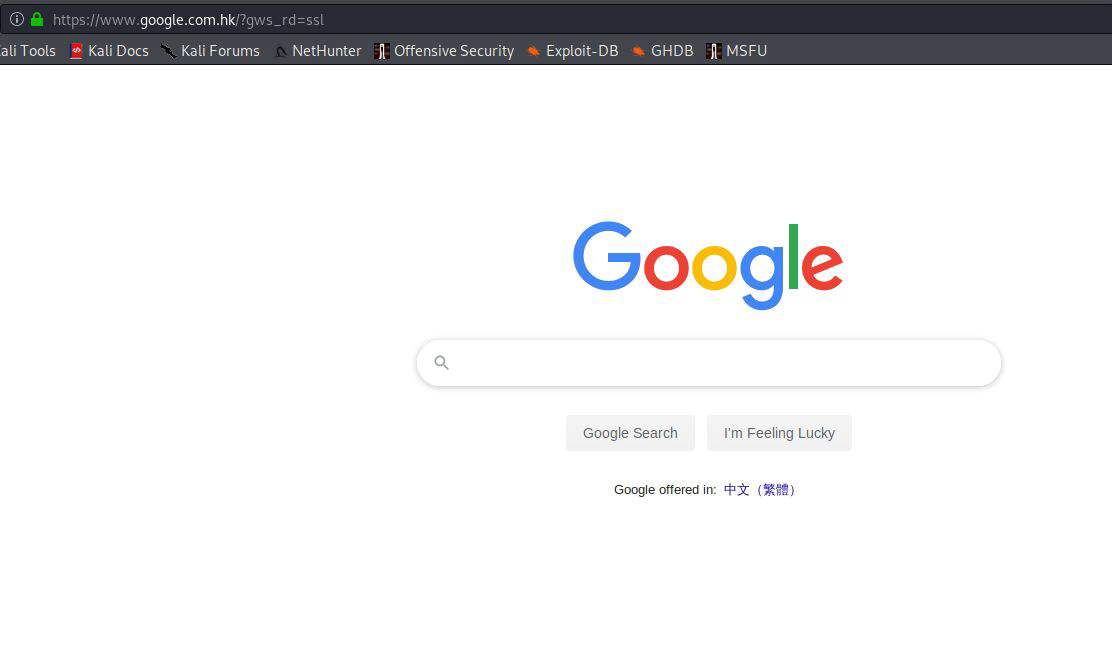 https://www.google.com.hk/?gws_rd=ssl
ali Tools Kali Docs Kali Forums NetHunter Offensive Security Exploit-DB GHDB MSFU
Google
Google Search I'm Feeling Lucky
Google offered in: 中文（繁體）